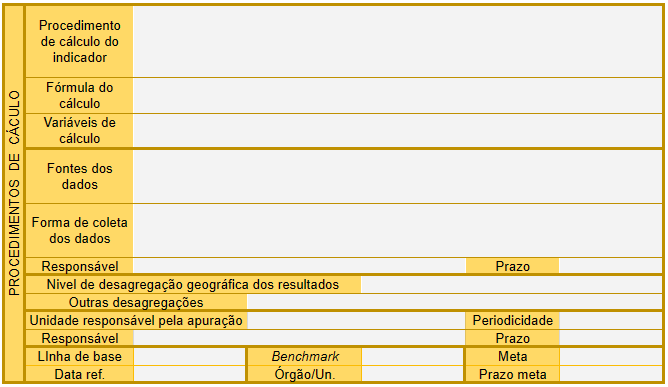 PROCEDIMENTOS DE CÁCULO
Procedimento
de cálculo do
indicador
Fórmula do
cálculo
Variáveis de
cálculo
Fontes dos
dados
Forma de coleta
dos dados
Responsável Prazo
Nivel de desagregação geográfica dos resultados
Outras desagregações
Unidade responsável pela apuração Periodicidade
Responsável Prazo
LInha de base Benchmark Meta
Data ref. Órgão/Un. Prazo meta